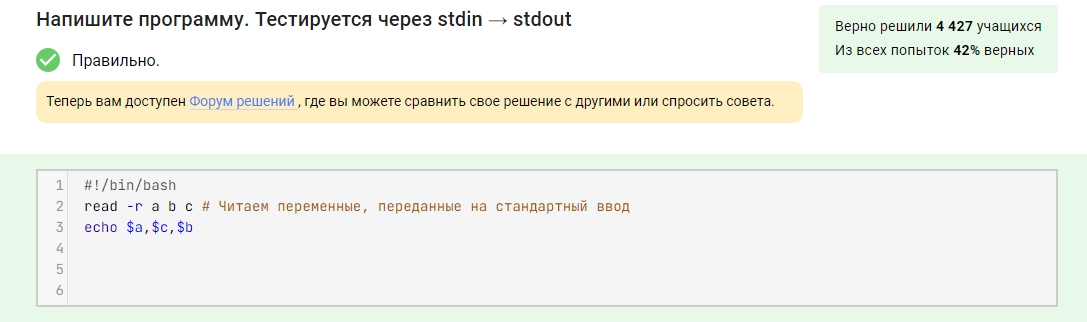 Напишите программу. Тестируется через stdin → stdout
Верно решили 4 427 учащихся
Из всех попыток 42% верных
Правильно.
Теперь вам доступен Форум решений, где вы можете сравнить свое решение с другими или спросить совета.
1 #!/bin/bash
2 read -r a b c # Читаем переменные, переданные на стандартный ввод
3 echo $a,$c,$b
4
5
6